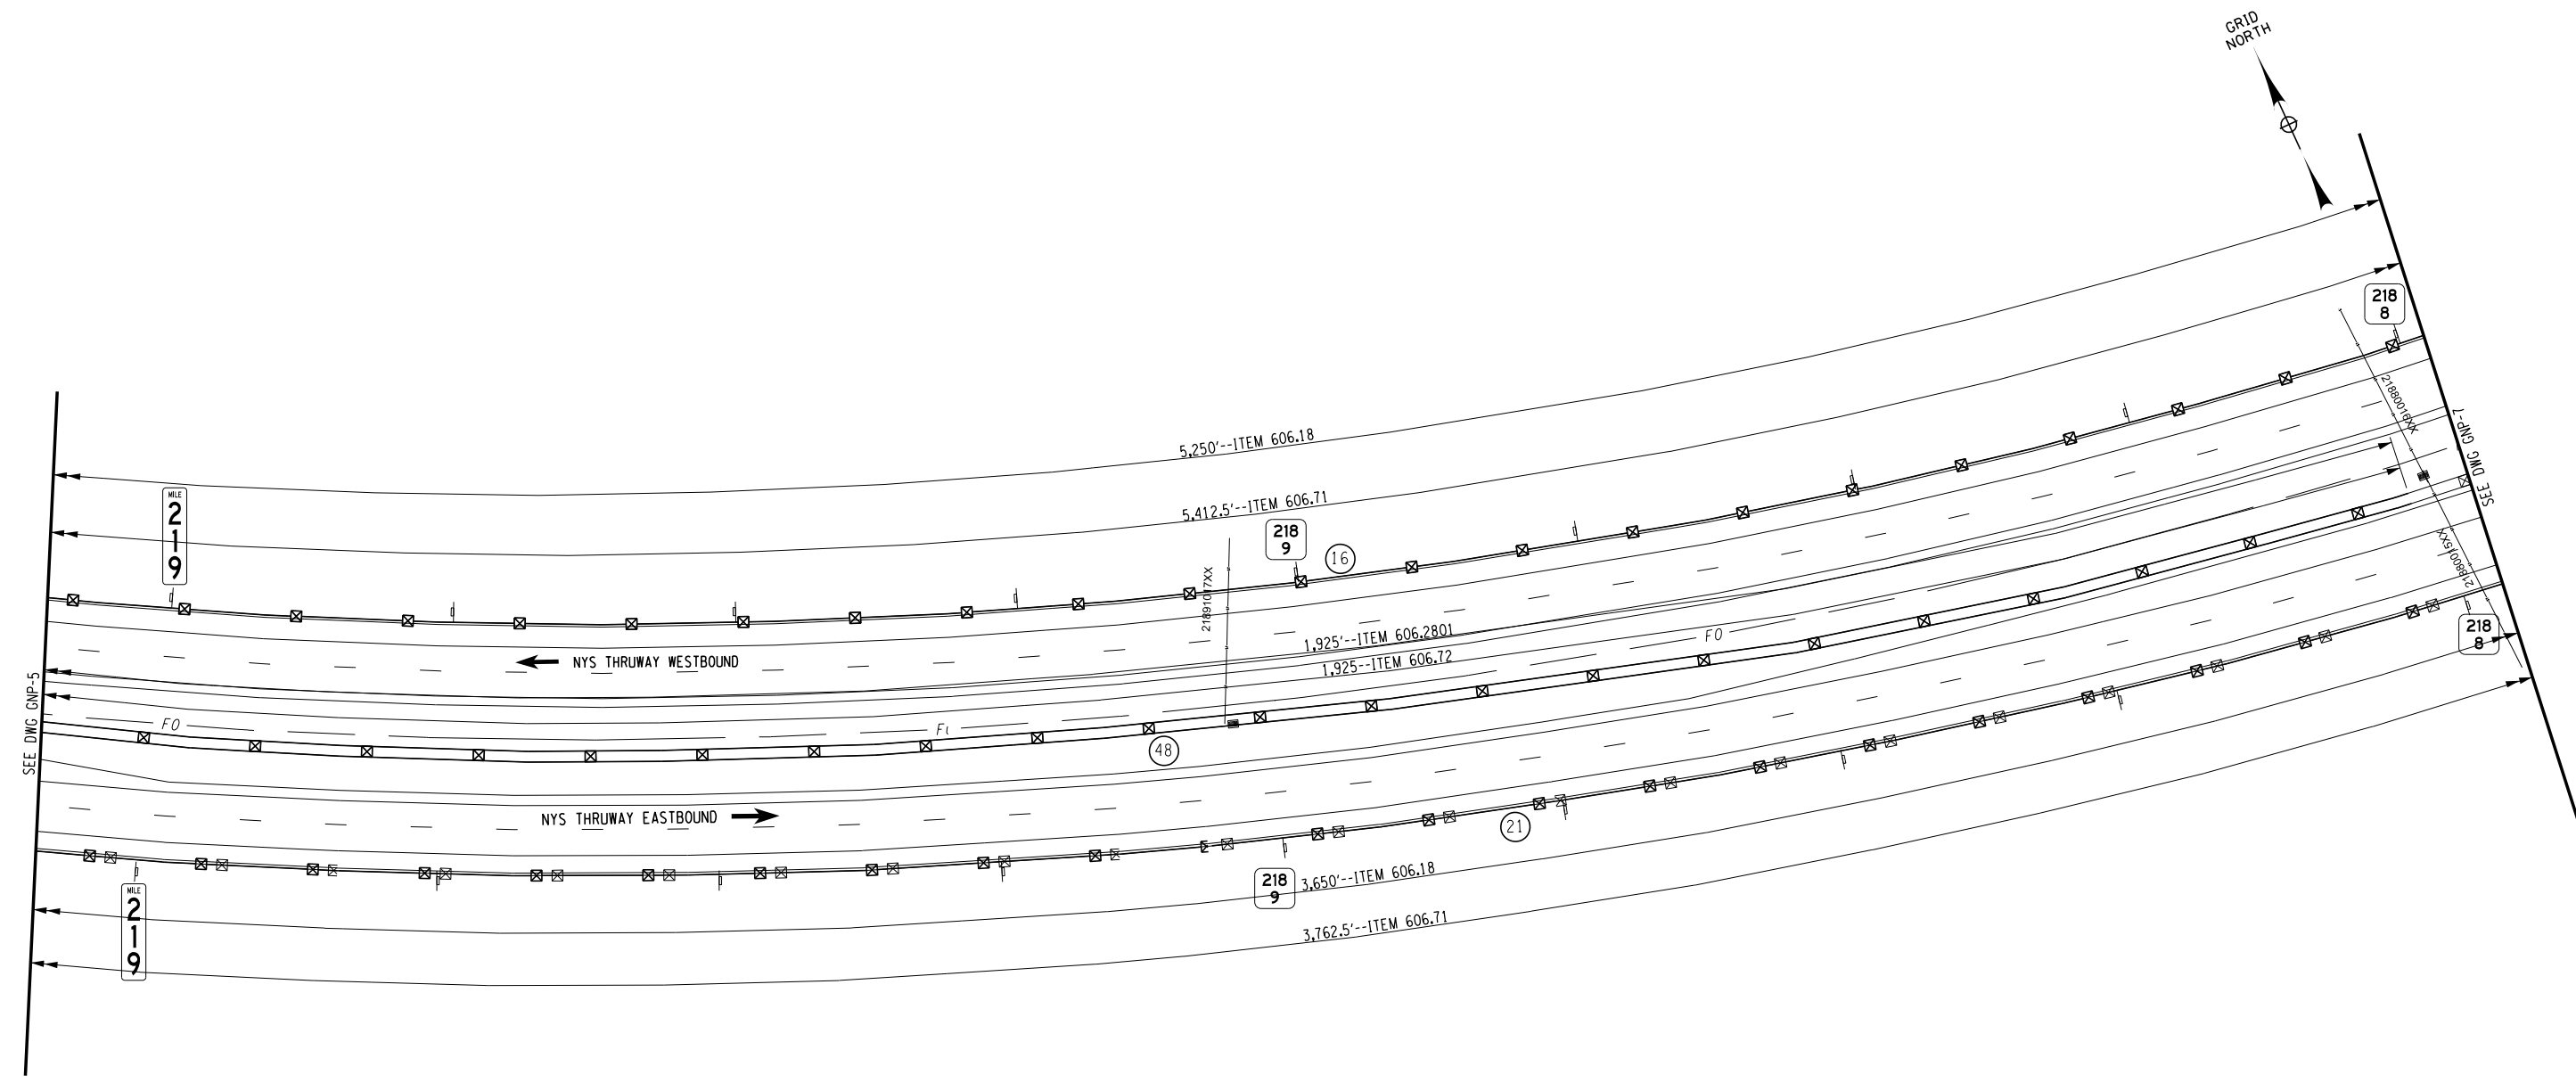 GRID
NORTH
218
8
5,250'--ITEM 606.18
5,412.5'--ITEM 606.71
MILE
2
1
9
218
9
16
21891017XX
21880016XX
SEE DWG GNP-7
1,925'--ITEM 606.2801
NYS THRUWAY WESTBOUND
1,925--ITEM 606.72
FO
SEE DWG GNP-5
FO
48
21880015XX
218
8
NYS THRUWAY EASTBOUND
21
218
9
3,650'--ITEM 606.18
MILE
2
1
9
3,762.5'--ITEM 606.71